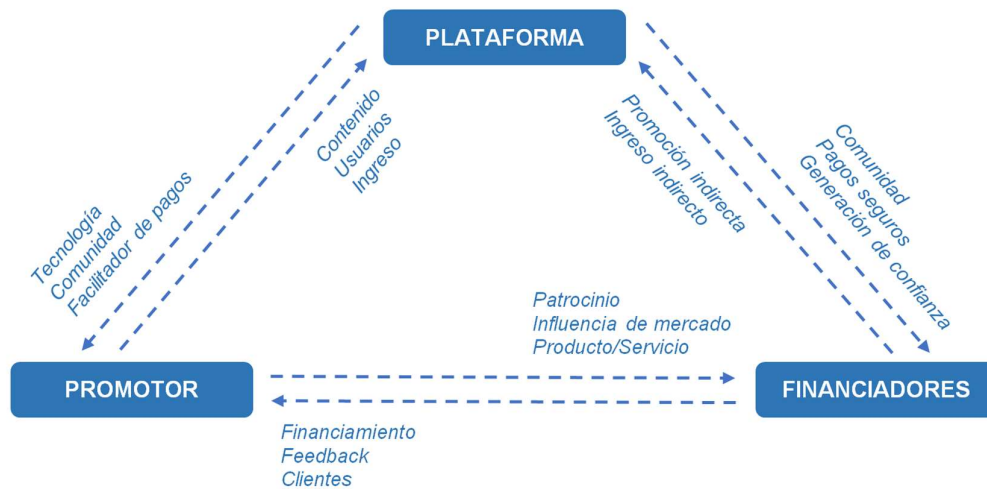 PLATAFORMA
Contenido
Usuarios
Ingreso
Promoción indirecta
Ingreso indirecto
Comunidad
Pagos seguros
Generación de confianza
Tecnología
Comunidad
Facilitador de pagos
Patrocinio
Influencia de mercado
Producto/Servicio
PROMOTOR
FINANCIADORES
Financiamiento
Feedback
Clientes